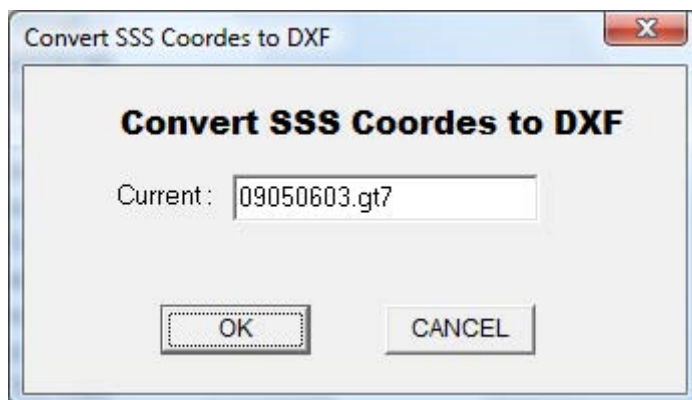 Convert SSS Coordes to DXF
Convert SSS Coordes to DXF
Current : 09050603.gt7
OK CANCEL